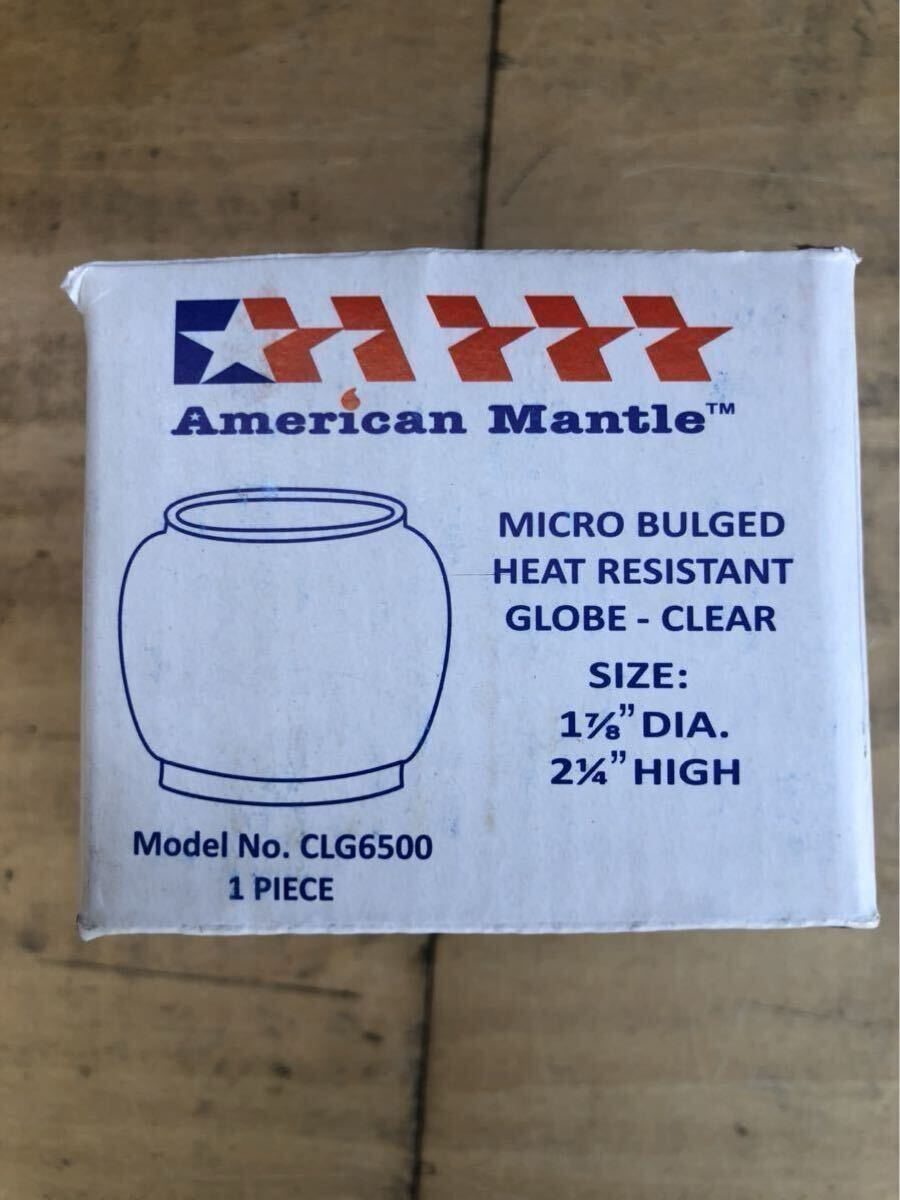 American Mantle™
MICRO BULGED
HEAT RESISTANT
GLOBE - CLEAR
SIZE:
1⅞” DIA.
2¼” HIGH
Model No. CLG6500
1 PIECE